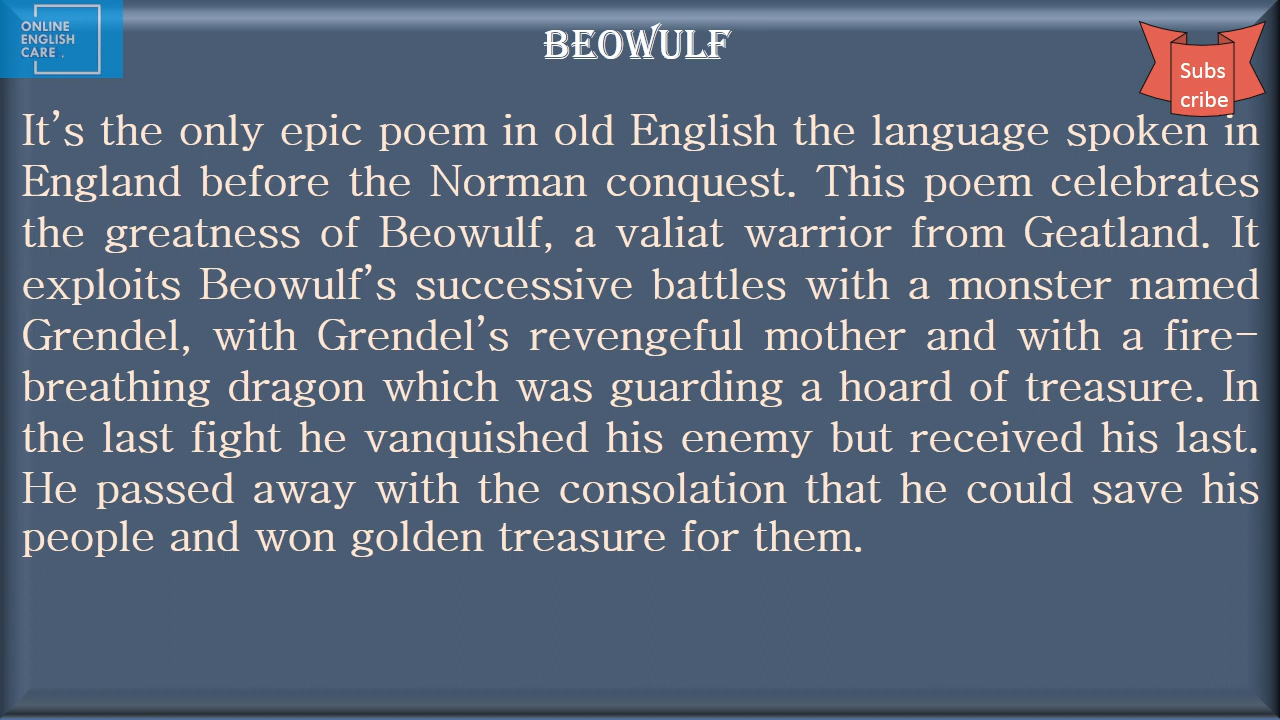 ONLINE
ENGLISH
CARE .
BEOWULF
Subs
cribe
It's the only epic poem in old English the language spoken in
England before the Norman conquest. This poem celebrates
the greatness of Beowulf, a valiat warrior from Geatland. It
exploits Beowulf's successive battles with a monster named
Grendel, with Grendel's revengeful mother and with a fire-
breathing dragon which was guarding a hoard of treasure. In
the last fight he vanquished his enemy but received his last.
He passed away with the consolation that he could save his
people and won golden treasure for them.